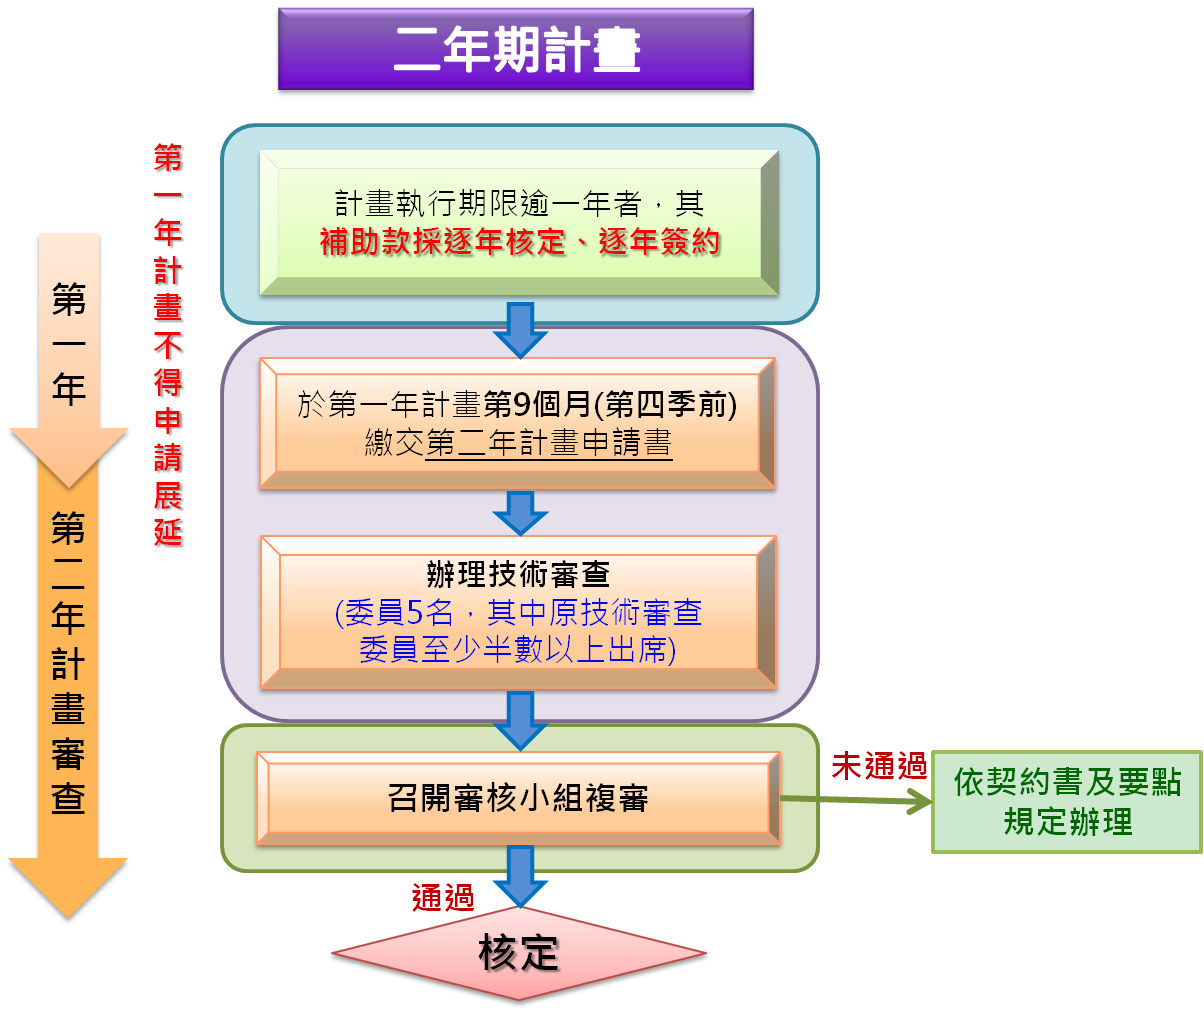 二年期計畫
第一年計畫不得申請展延
計畫執行期限逾一年者，其
補助款採逐年核定、逐年簽約
第一年
於第一年計畫第9個月(第四季前)
繳交第二年計畫申請書
第二年計畫審查
辦理技術審查
(委員5名，其中原技術審查
委員至少半數以上出席)
召開審核小組複審
未通過
依契約書及要點
規定辦理
通過
核定